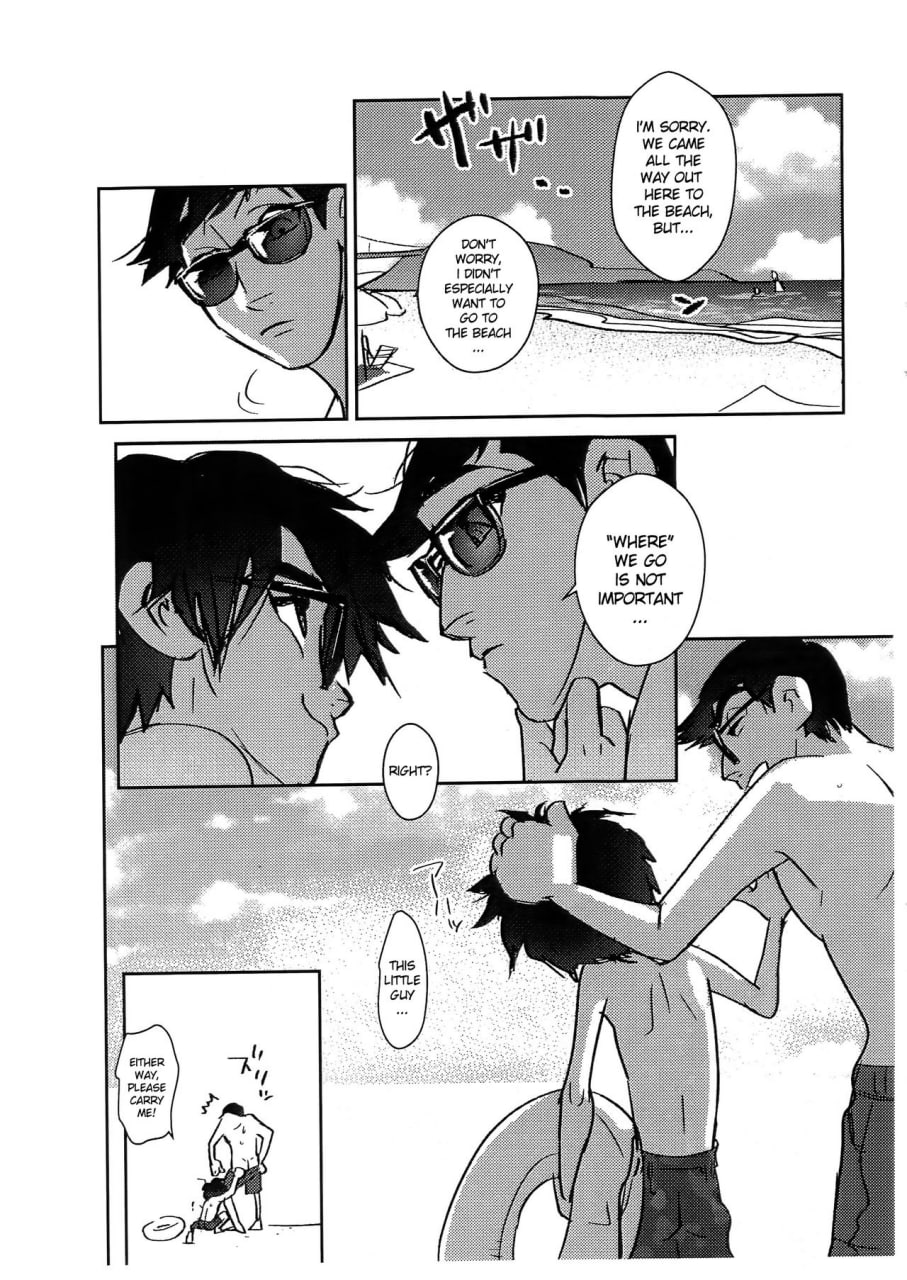 I'M SORRY.
WE CAME
ALL THE
WAY OUT
HERE TO
THE BEACH,
BUT...
ザザ...
DON'T
WORRY,
I DIDN'T
ESPECIALLY
WANT TO
GO TO
THE BEACH
...
"WHERE"
WE GO
IS NOT
IMPORTANT
...
RIGHT?
THIS
LITTLE
GUY
...
EITHER
WAY,
PLEASE
CARRY
ME!